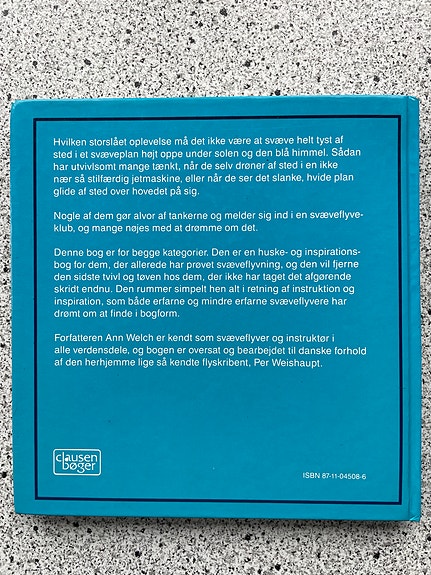 Hvilken storslået oplevelse må det ikke være at svæve helt tyst af
sted i et svæveplan højt oppe under solen og den blå himmel. Sådan
har utvivlsomt mange tænkt, når de selv drøner af sted i en ikke
nær så stilfærdig jetmaskine, eller når de ser det slanke, hvide plan
glide af sted over hovedet på sig.
Nogle af dem gør alvor af tankerne og melder sig ind i en svæveflyve-
klub, og mange nøjes med at drømme om det.
Denne bog er for begge kategorier. Den er en huske- og inspirations-
bog for dem, der allerede har prøvet svæveflyvning, og den vil fjerne
den sidste tvivl og tøven hos dem, der ikke har taget det afgørende
skridt endnu. Den rummer simpelt hen alt i retning af instruktion og
inspiration, som både erfarne og mindre erfarne svæveflyvere har
drømt om at finde i bogform.
Forfatteren Ann Welch er kendt som svæveflyver og instruktør i
alle verdensdele, og bogen er oversat og bearbejdet til danske forhold
af den herhjemme lige så kendte flyskribent, Per Weishaupt.
clausen
bøger
ISBN 87-11-04508-6